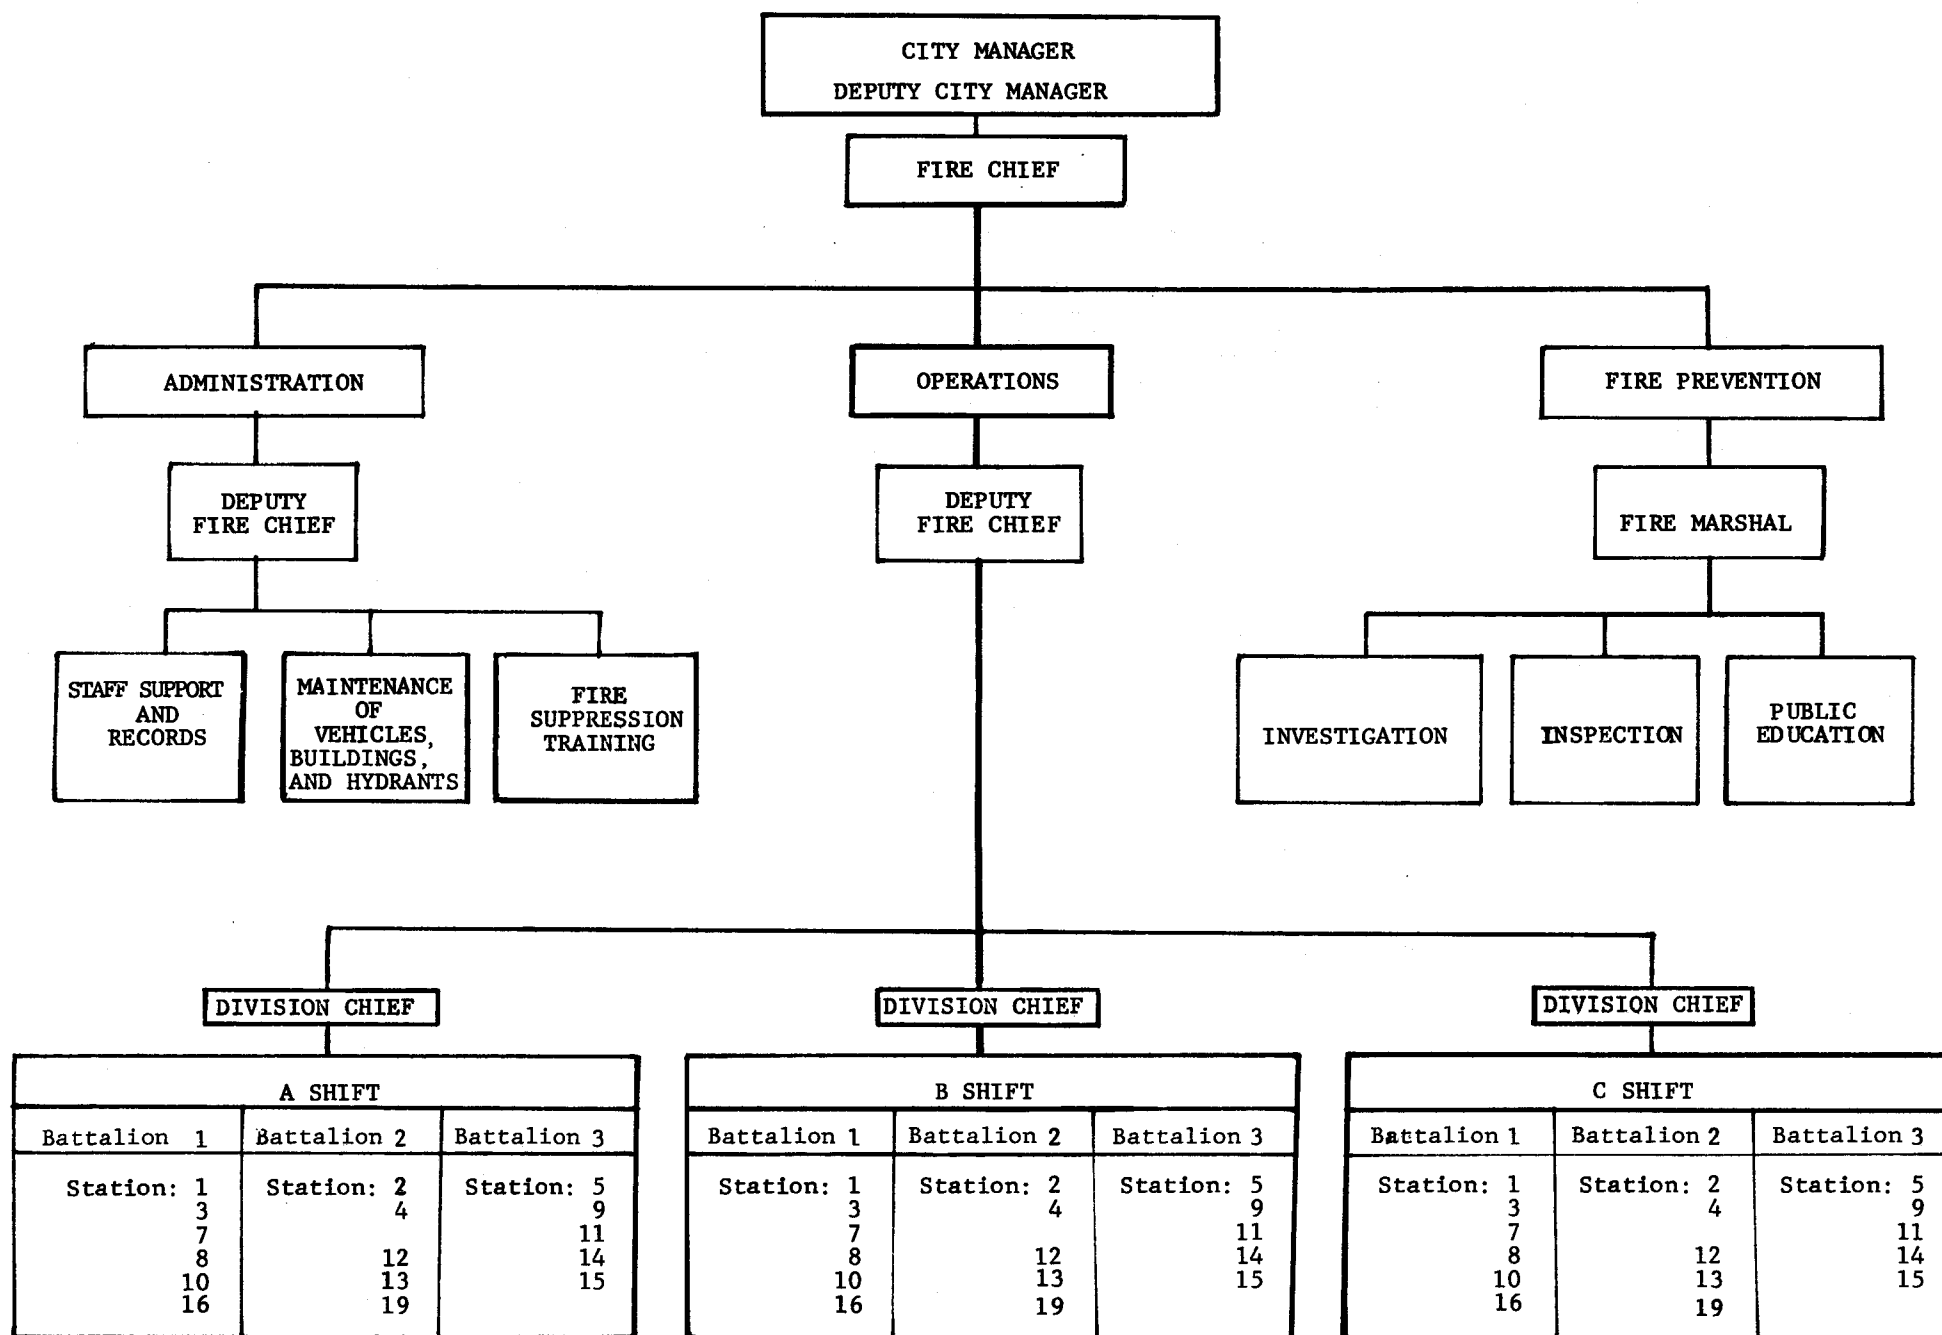 CITY MANAGER
DEPUTY CITY MANAGER
FIRE CHIEF
ADMINISTRATION
OPERATIONS
FIRE PREVENTION
DEPUTY
FIRE CHIEF
DEPUTY
FIRE CHIEF
FIRE MARSHAL
STAFF SUPPORT
AND
RECORDS
MAINTENANCE
OF
VEHICLES,
BUILDINGS,
AND HYDRANTS
FIRE
SUPPRESSION
TRAINING
INVESTIGATION
INSPECTION
PUBLIC
EDUCATION
DIVISION CHIEF
DIVISION CHIEF
DIVISION CHIEF
A SHIFT
Battalion 1
Station: 1
3
7
8
10
16
Battalion 2
Station: 2
4
12
13
19
Battalion 3
Station: 5
9
11
14
15
B SHIFT
Battalion 1
Station: 1
3
7
8
10
16
Battalion 2
Station: 2
4
12
13
19
Battalion 3
Station: 5
9
11
14
15
C SHIFT
Battalion 1
Station: 1
3
7
8
10
16
Battalion 2
Station: 2
4
12
13
19
Battalion 3
Station: 5
9
11
14
15